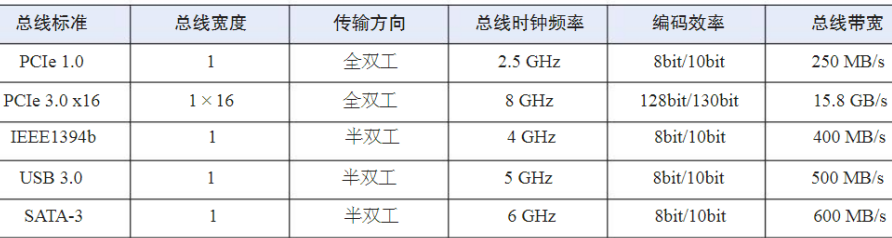 总线标准 总线宽度 传输方向 总线时钟频率 编码效率 总线带宽
PCIe 1.0 1 全双工 2.5 GHz 8bit/10bit 250 MB/s
PCIe 3.0 x16 1×16 全双工 8 GHz 128bit/130bit 15.8 GB/s
IEEE1394b 1 半双工 4 GHz 8bit/10bit 400 MB/s
USB 3.0 1 半双工 5 GHz 8bit/10bit 500 MB/s
SATA-3 1 半双工 6 GHz 8bit/10bit 600 MB/s